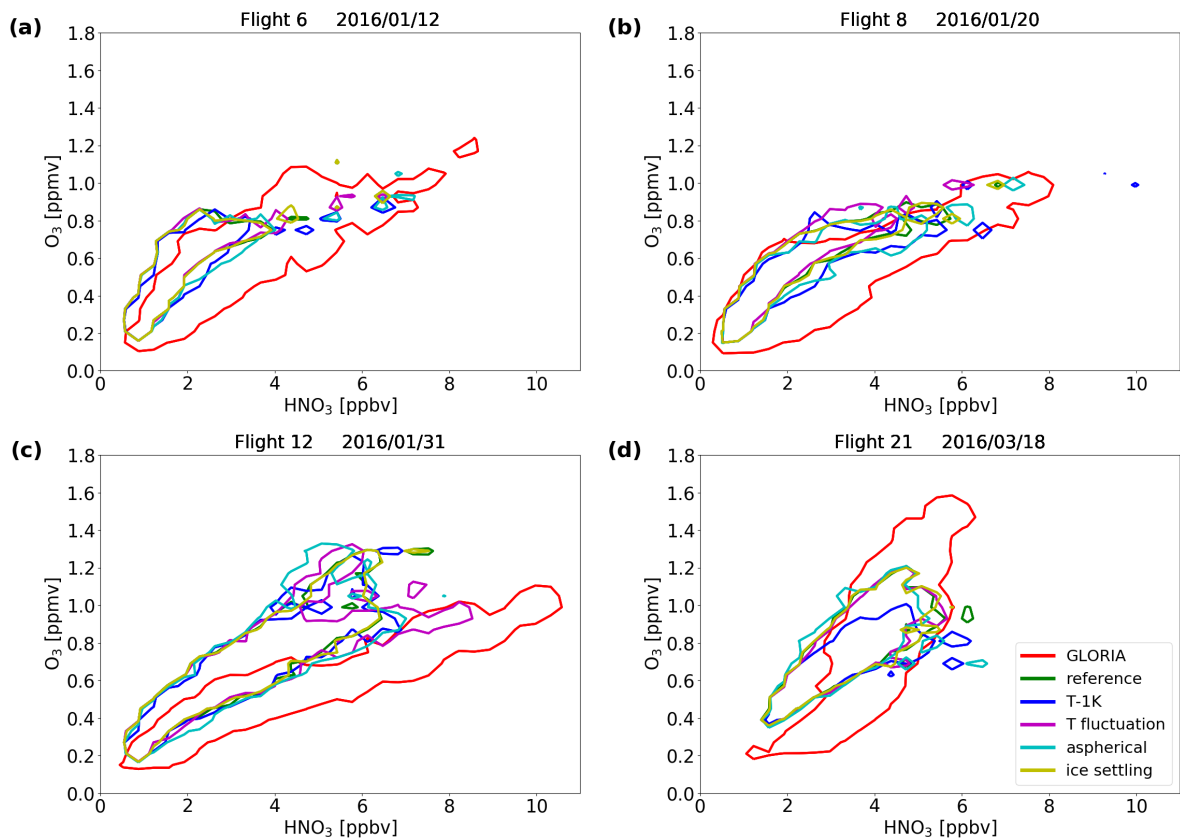 (a)
Flight 6 2016/01/12
1.8
1.6
1.4
1.2
1.0
0.8
0.6
0.4
0.2
0.0
O₃ [ppmv]
0 2 4 6 8 10
HNO₃ [ppbv]
(b)
Flight 8 2016/01/20
1.8
1.6
1.4
1.2
1.0
0.8
0.6
0.4
0.2
0.0
O₃ [ppmv]
0 2 4 6 8 10
HNO₃ [ppbv]
(c)
Flight 12 2016/01/31
1.8
1.6
1.4
1.2
1.0
0.8
0.6
0.4
0.2
0.0
O₃ [ppmv]
0 2 4 6 8 10
HNO₃ [ppbv]
(d)
Flight 21 2016/03/18
1.8
1.6
1.4
1.2
1.0
0.8
0.6
0.4
0.2
0.0
O₃ [ppmv]
0 2 4 6 8 10
HNO₃ [ppbv]
GLORIA
reference
T-1K
T fluctuation
aspherical
ice settling